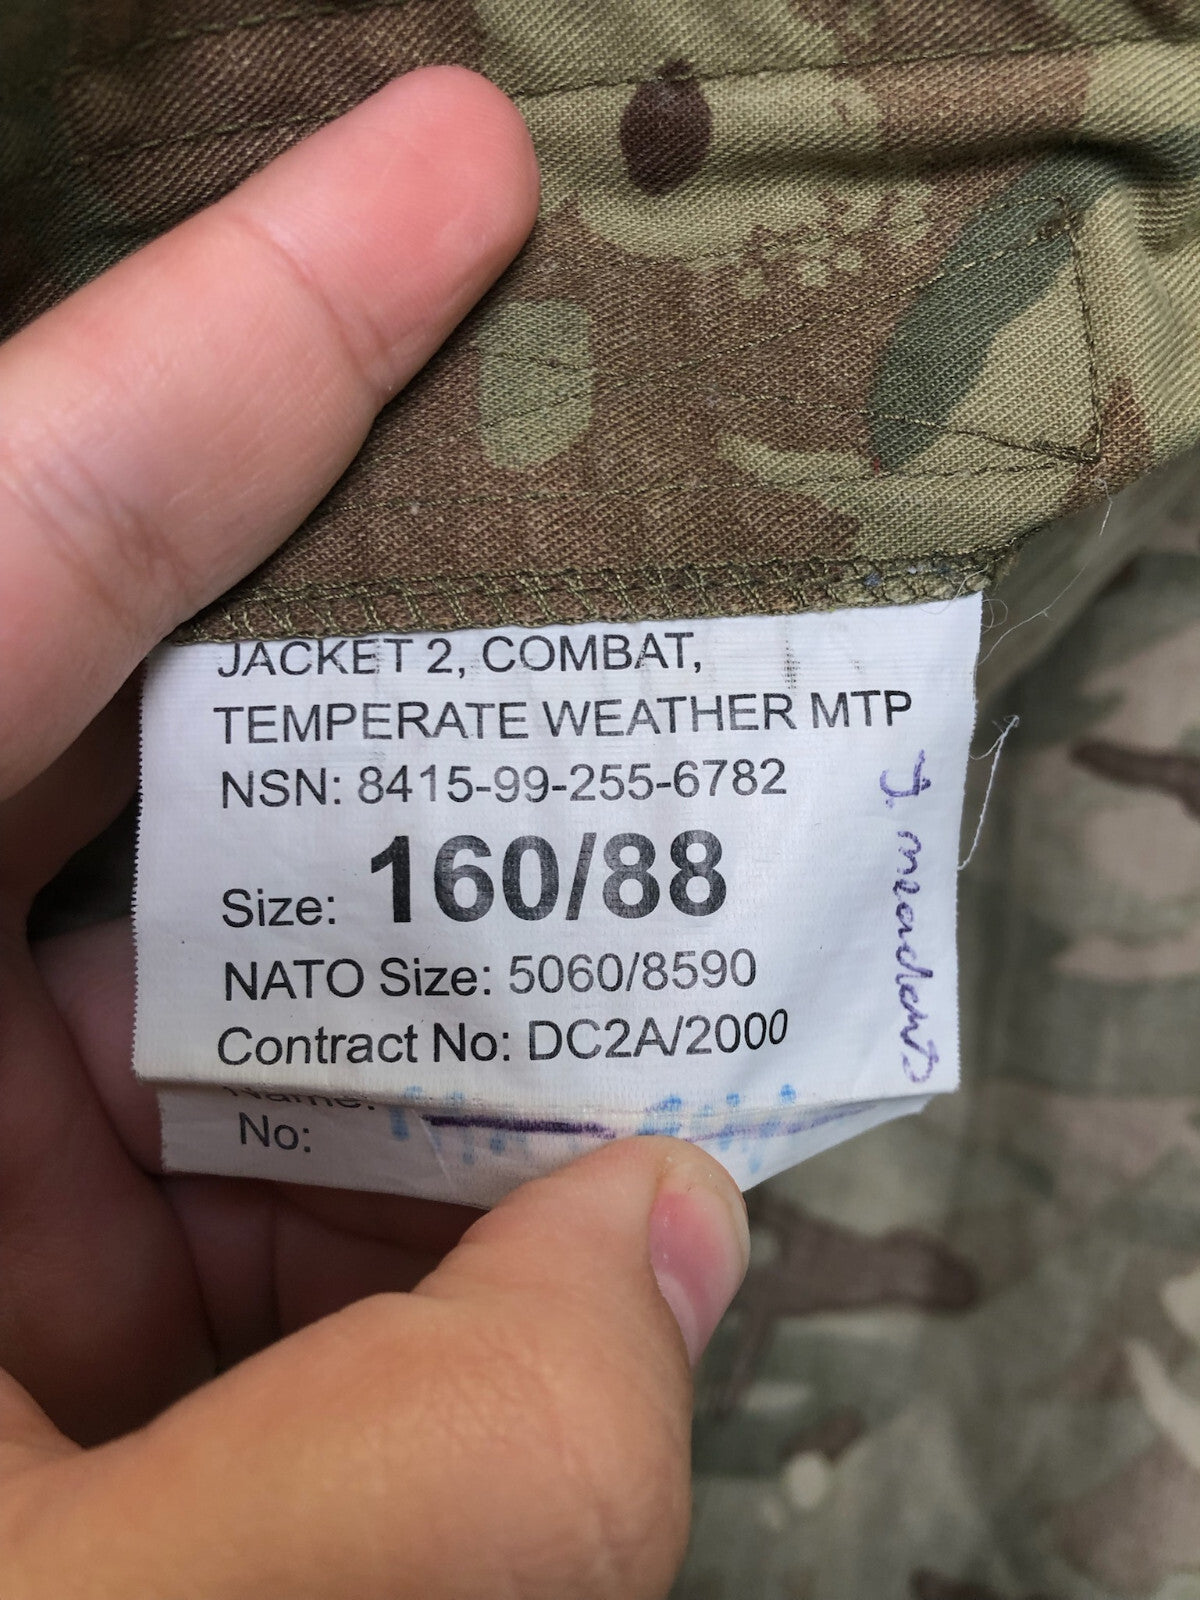 JACKET 2, COMBAT,
TEMPERATE WEATHER MTP
NSN: 8415-99-255-6782
Size: 160/88
NATO Size: 5060/8590
Contract No: DC2A/2000
Name:
No:
J.